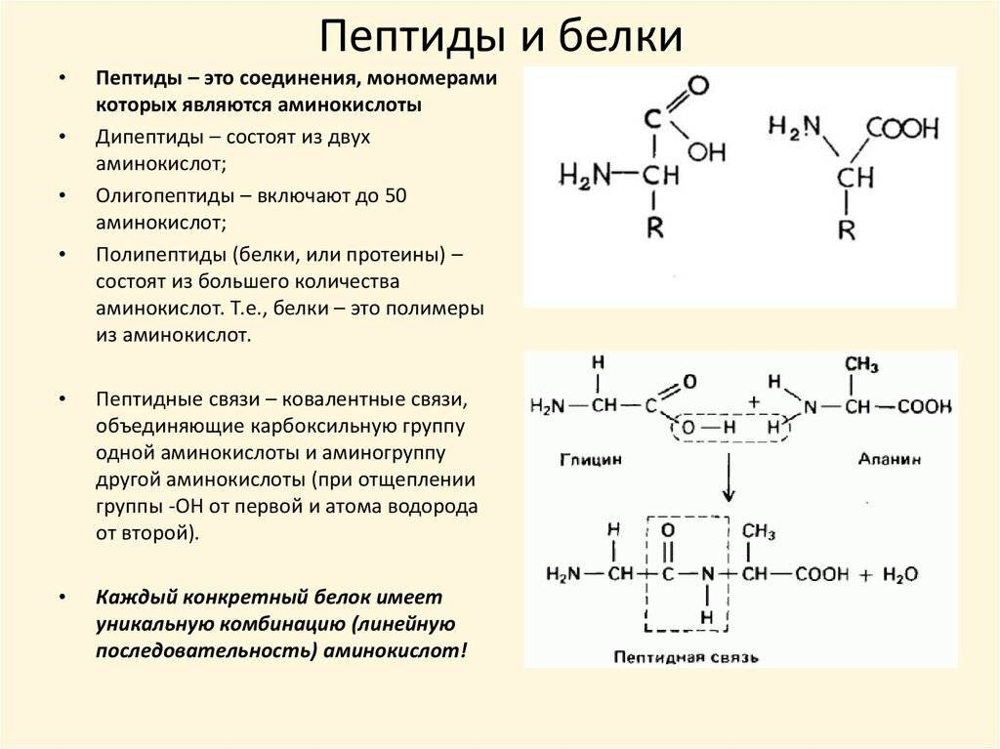 Пептиды и белки
• Пептиды – это соединения, мономерами
которых являются аминокислоты
• Дипептиды – состоят из двух
аминокислот;
• Олигопептиды – включают до 50
аминокислот;
• Полипептиды (белки, или протеины) –
состоят из большего количества
аминокислот. Т.е., белки – это полимеры
из аминокислот.
• Пептидные связи – ковалентные связи,
объединяющие карбоксильную группу
одной аминокислоты и аминогруппу
другой аминокислоты (при отщеплении
группы -ОН от первой и атома водорода
от второй).
• Каждый конкретный белок имеет
уникальную комбинацию (линейную
последовательность) аминокислот!
O
C
OH
H₂N—CH
R
H₂N COOH
CH
R
H CH₃
O H
H₂N—CH—C + N—CH—COOH
O—H H
Глицин Аланин
H O CH₃
H₂N—CH—C—N—CH—COOH + H₂O
H
Пептидная связь